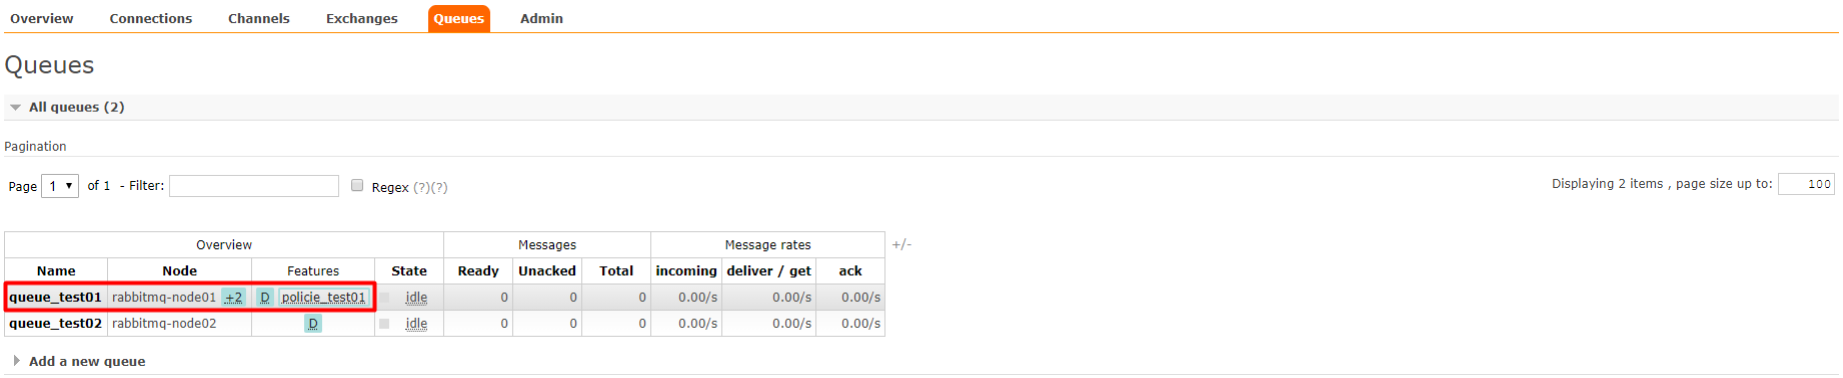 Overview Connections Channels Exchanges Queues Admin
Queues
All queues (2)
Pagination
Page 1 of 1 - Filter: Regex (?)(?) Displaying 2 items , page size up to: 100
Overview Messages Message rates +/-
Name Node Features State Ready Unacked Total incoming deliver / get ack
queue_test01 rabbitmq-node01 +2 D policie_test01 idle 0 0 0 0.00/s 0.00/s 0.00/s
queue_test02 rabbitmq-node02 D idle 0 0 0 0.00/s 0.00/s 0.00/s
Add a new queue